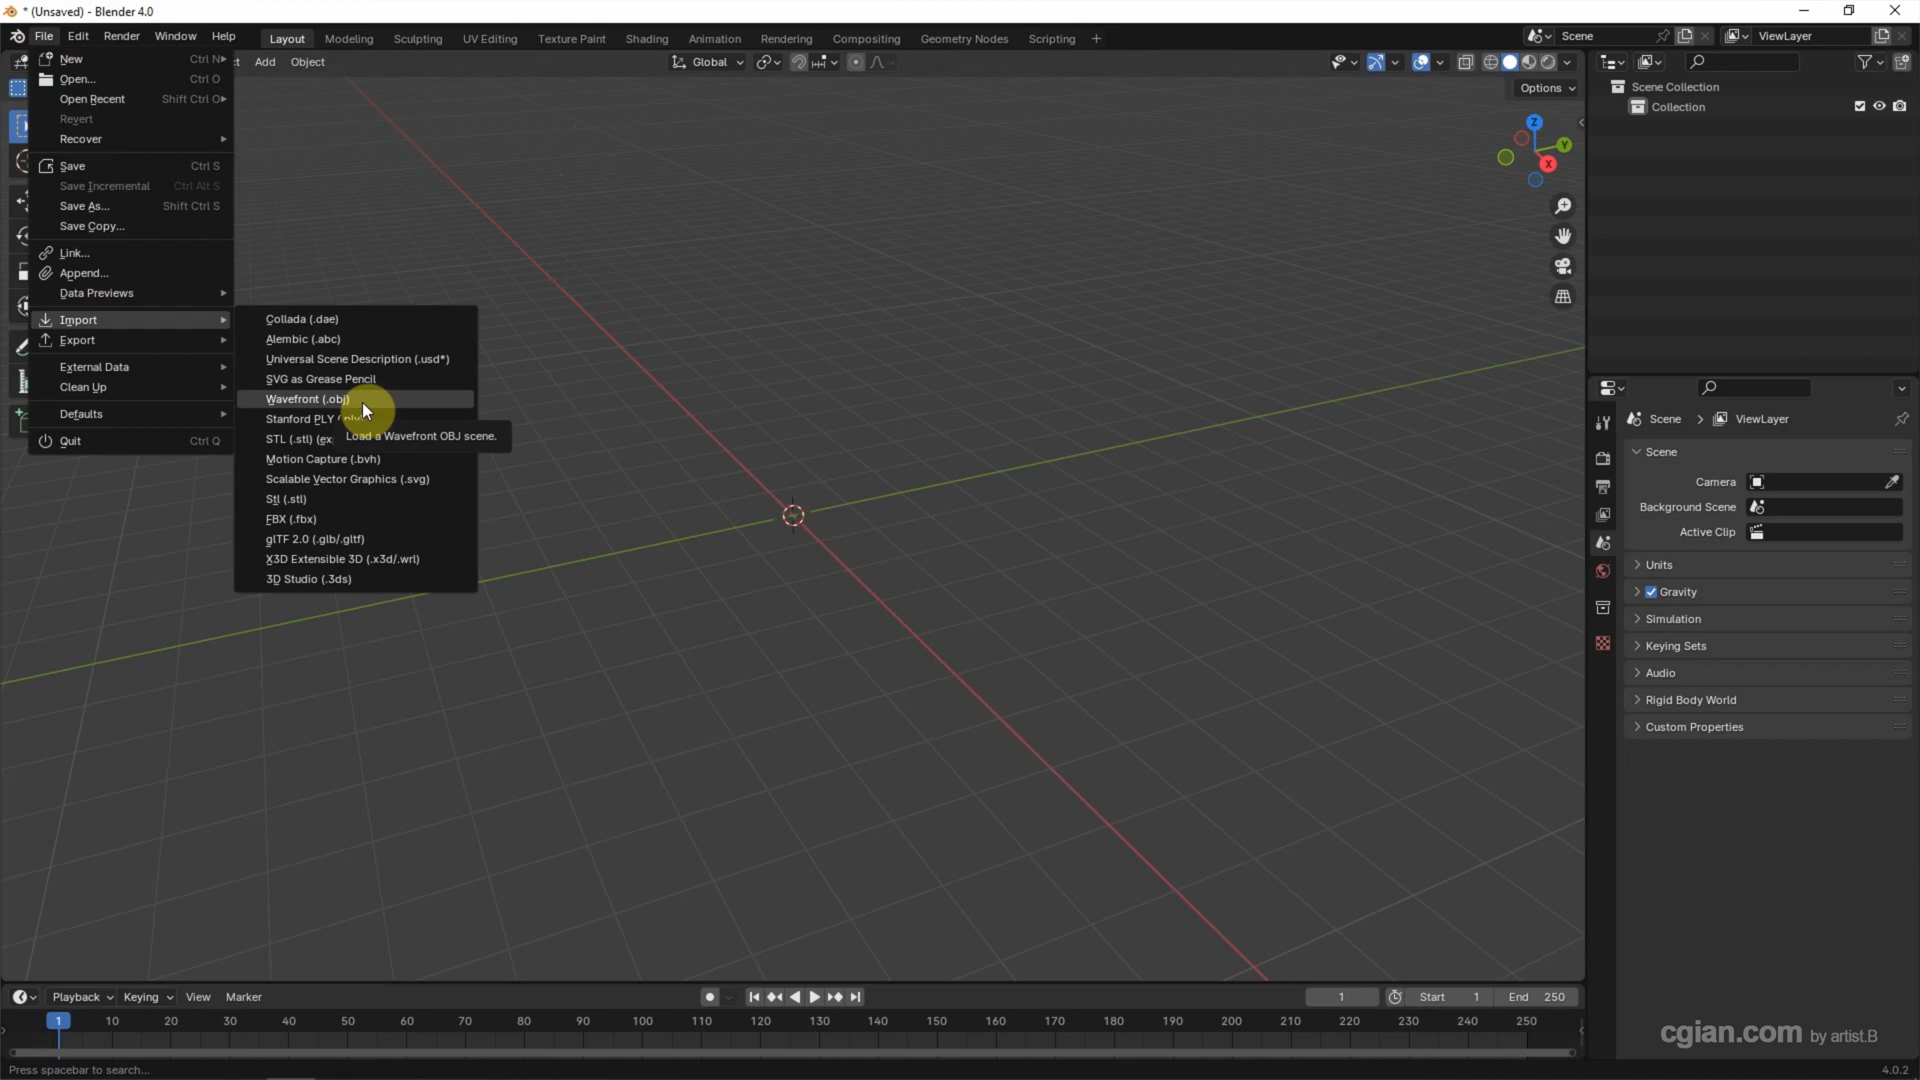 * (Unsaved) - Blender 4.0
File Edit Render Window Help
Layout Modeling Sculpting UV Editing Texture Paint Shading Animation Rendering Compositing Geometry Nodes Scripting +
Scene
ViewLayer
Add Object
Global
Options
New Ctrl N
Open... Ctrl O
Open Recent Shift Ctrl O
Revert
Recover
Save Ctrl S
Save Incremental Ctrl Alt S
Save As... Shift Ctrl S
Save Copy...
Link...
Append...
Data Previews
Import
Export
External Data
Clean Up
Defaults
Quit Ctrl Q
Collada (.dae)
Alembic (.abc)
Universal Scene Description (.usd*)
SVG as Grease Pencil
Wavefront (.obj)
Stanford PLY
STL (.stl) (ex
Load a Wavefront OBJ scene.
Motion Capture (.bvh)
Scalable Vector Graphics (.svg)
Stl (.stl)
FBX (.fbx)
glTF 2.0 (.glb/.gltf)
X3D Extensible 3D (.x3d/.wrl)
3D Studio (.3ds)
Z
Y
X
Scene Collection
Collection
Scene > ViewLayer
Scene
Camera
Background Scene
Active Clip
Units
Gravity
Simulation
Keying Sets
Audio
Rigid Body World
Custom Properties
Playback Keying View Marker
1 Start 1 End 250
1 10 20 30 40 50 60 70 80 90 100 110 120 130 140 150 160 170 180 190 200 210 220 230 240 250
cgian.com by artist.B
Press spacebar to search...
4.0.2